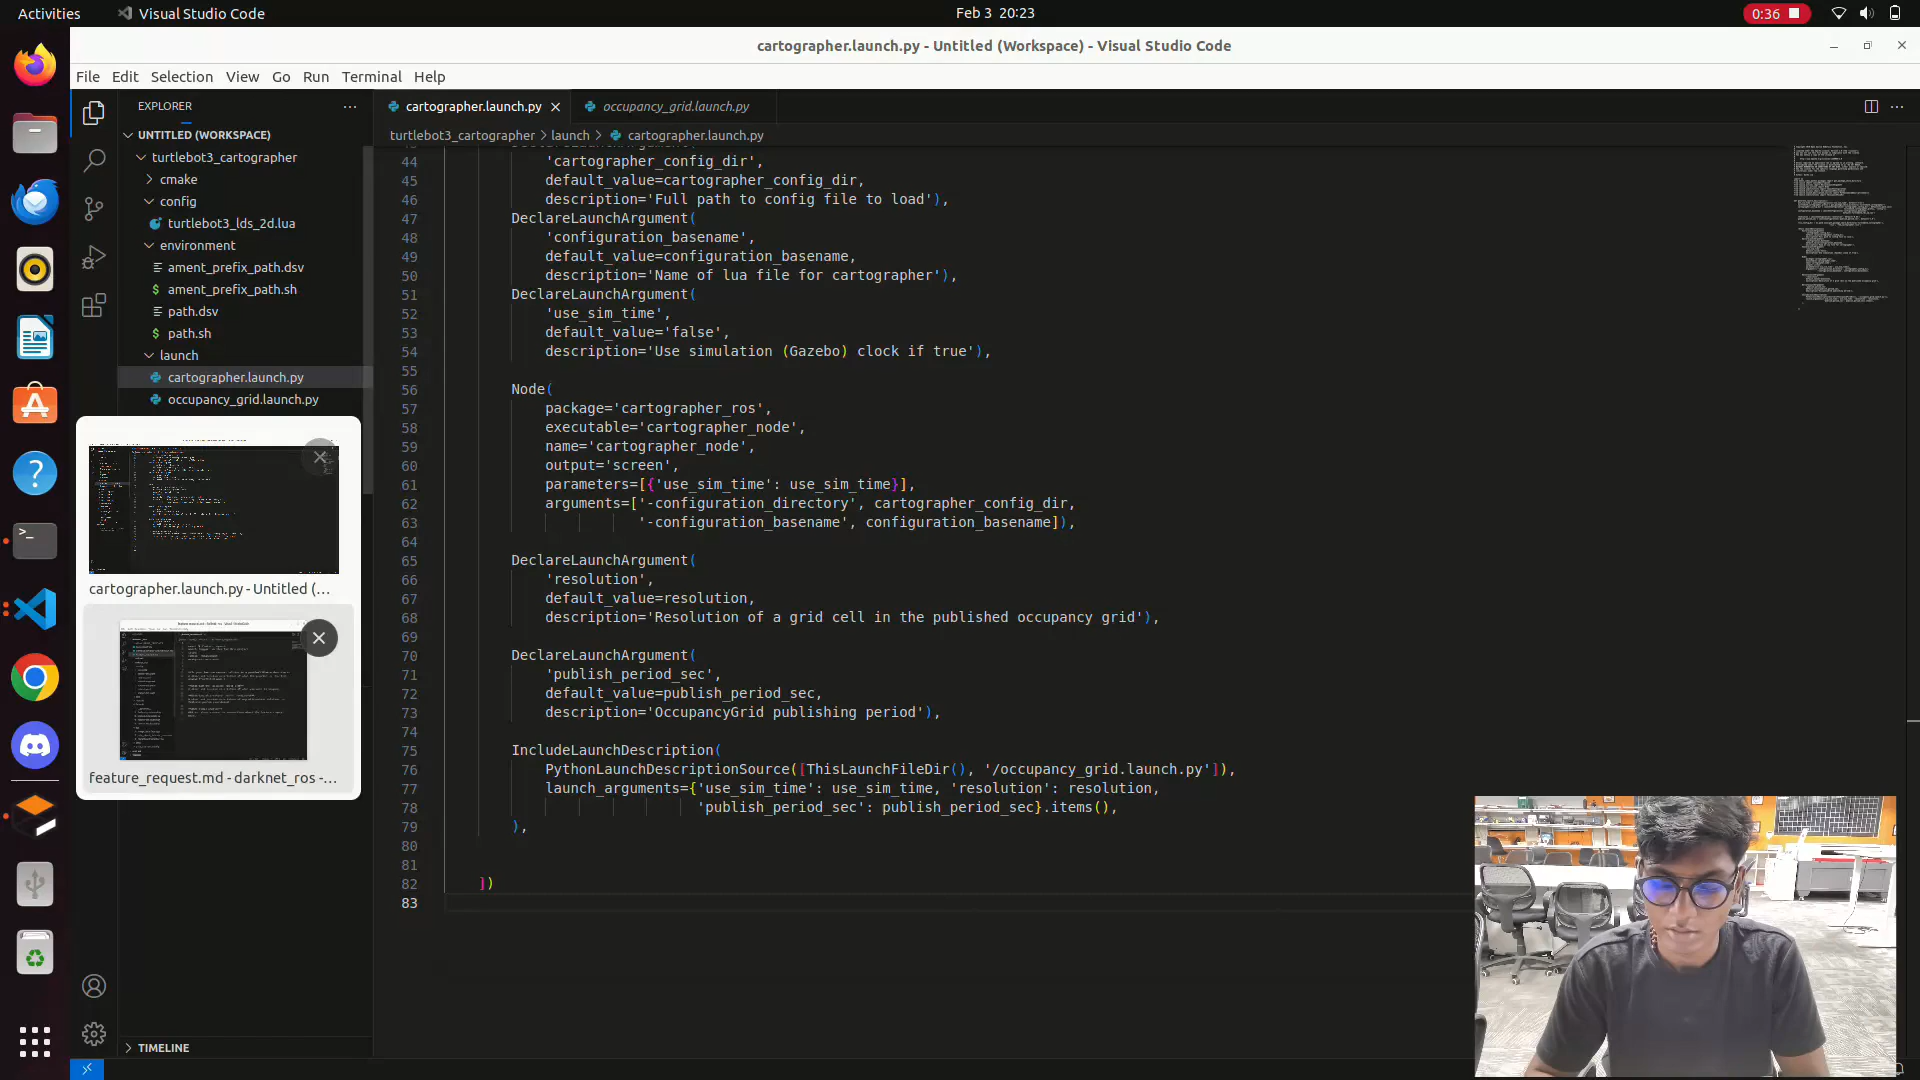 Activities
Visual Studio Code
Feb 3 20:23
0:36
cartographer.launch.py - Untitled (Workspace) - Visual Studio Code
File Edit Selection View Go Run Terminal Help
EXPLORER
cartographer.launch.py
occupancy_grid.launch.py
UNTITLED (WORKSPACE)
turtlebot3_cartographer
cmake
config
turtlebot3_lds_2d.lua
environment
ament_prefix_path.dsv
ament_prefix_path.sh
path.dsv
path.sh
launch
cartographer.launch.py
occupancy_grid.launch.py
cartographer.launch.py - Untitled (...
feature_request.md - darknet_ros -...
TIMELINE
turtlebot3_cartographer > launch > cartographer.launch.py
44 'cartographer_config_dir',
45 default_value=cartographer_config_dir,
46 description='Full path to config file to load'),
47 DeclareLaunchArgument(
48 'configuration_basename',
49 default_value=configuration_basename,
50 description='Name of lua file for cartographer'),
51 DeclareLaunchArgument(
52 'use_sim_time',
53 default_value='false',
54 description='Use simulation (Gazebo) clock if true'),
55
56 Node(
57 package='cartographer_ros',
58 executable='cartographer_node',
59 name='cartographer_node',
60 output='screen',
61 parameters=[{'use_sim_time': use_sim_time}],
62 arguments=['-configuration_directory', cartographer_config_dir,
63 '-configuration_basename', configuration_basename]),
64
65 DeclareLaunchArgument(
66 'resolution',
67 default_value=resolution,
68 description='Resolution of a grid cell in the published occupancy grid'),
69
70 DeclareLaunchArgument(
71 'publish_period_sec',
72 default_value=publish_period_sec,
73 description='OccupancyGrid publishing period'),
74
75 IncludeLaunchDescription(
76 PythonLaunchDescriptionSource([ThisLaunchFileDir(), '/occupancy_grid.launch.py']),
77 launch_arguments={'use_sim_time': use_sim_time, 'resolution': resolution,
78 'publish_period_sec': publish_period_sec}.items(),
79 ),
80
81
82 ])
83